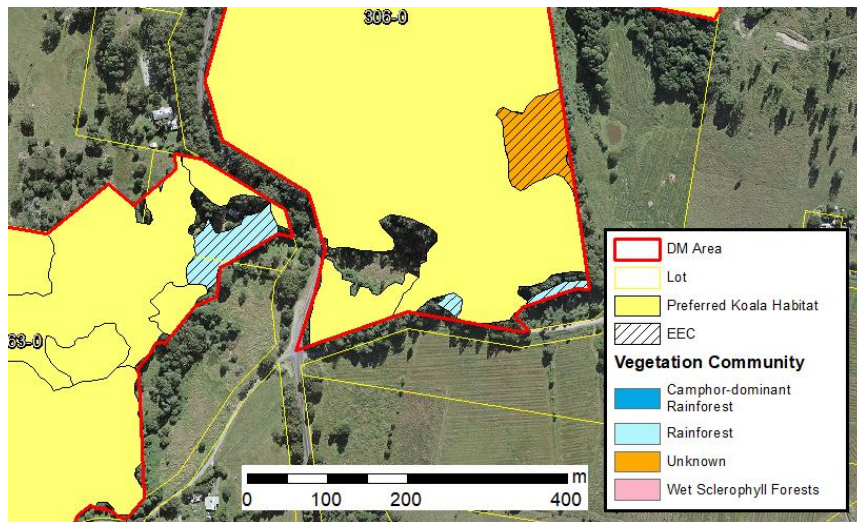 306-0
63-0
DM Area
Lot
Preferred Koala Habitat
EEC
Vegetation Community
Camphor-dominant
Rainforest
Rainforest
Unknown
Wet Sclerophyll Forests
m
0 100 200 400